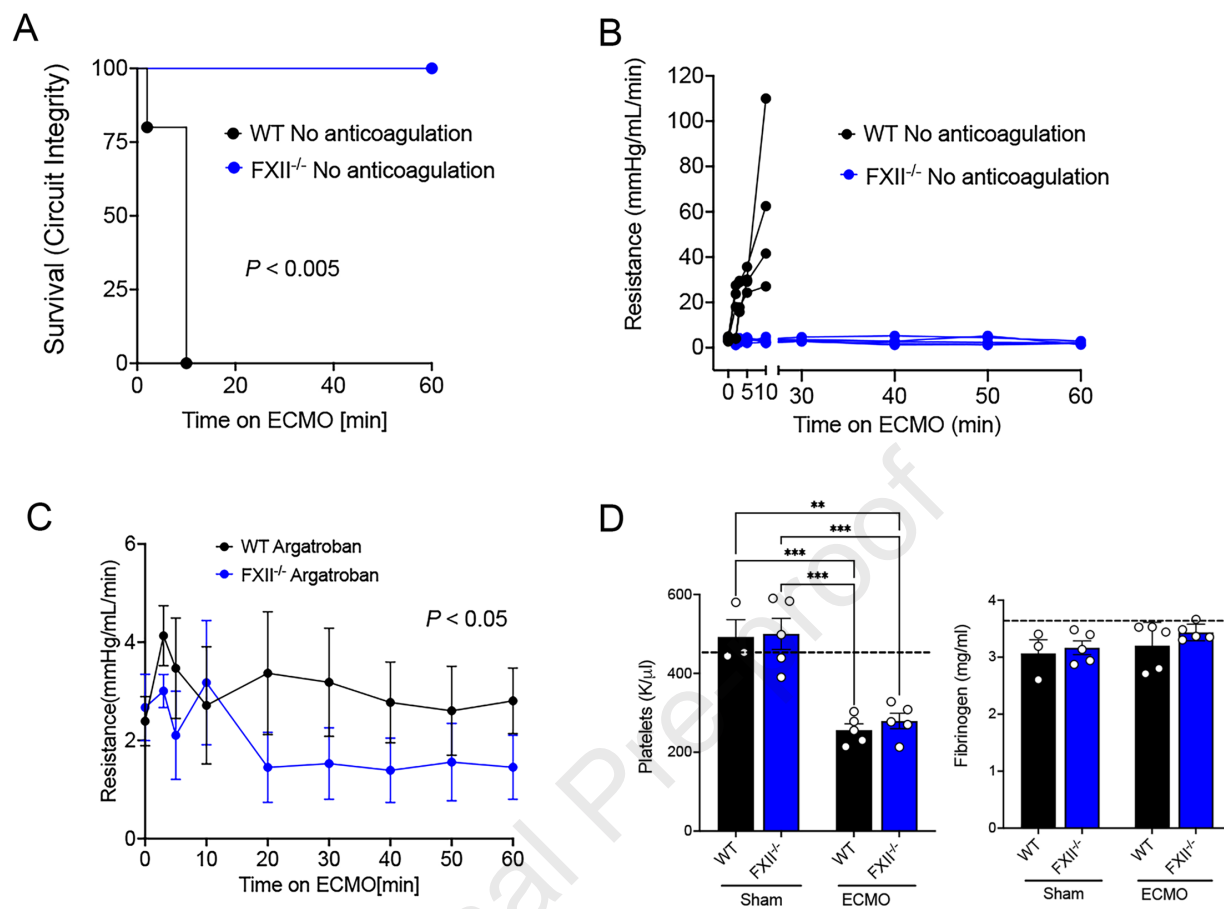 A
Survival (Circuit Integrity)
100
75
50
25
0
WT No anticoagulation
FXII-/- No anticoagulation
P < 0.005
0 20 40 60
Time on ECMO [min]
B
Resistance (mmHg/mL/min)
120
100
80
60
40
20
0
WT No anticoagulation
FXII-/- No anticoagulation
0 5 10 30 40 50 60
Time on ECMO (min)
C
Resistance(mmHg/mL/min)
6
4
2
0
WT Argatroban
FXII-/- Argatroban
P < 0.05
0 10 20 30 40 50 60
Time on ECMO[min]
D
Platelets (K/µl)
600
400
200
0
**
***
***
***
WT FXII-/- WT FXII-/-
Sham ECMO
Fibrinogen (mg/ml)
4
3
2
1
0
WT FXII-/- WT FXII-/-
Sham ECMO
al Pre-proof